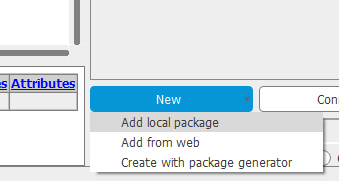 Attributes
New
Add local package
Add from web
Create with package generator